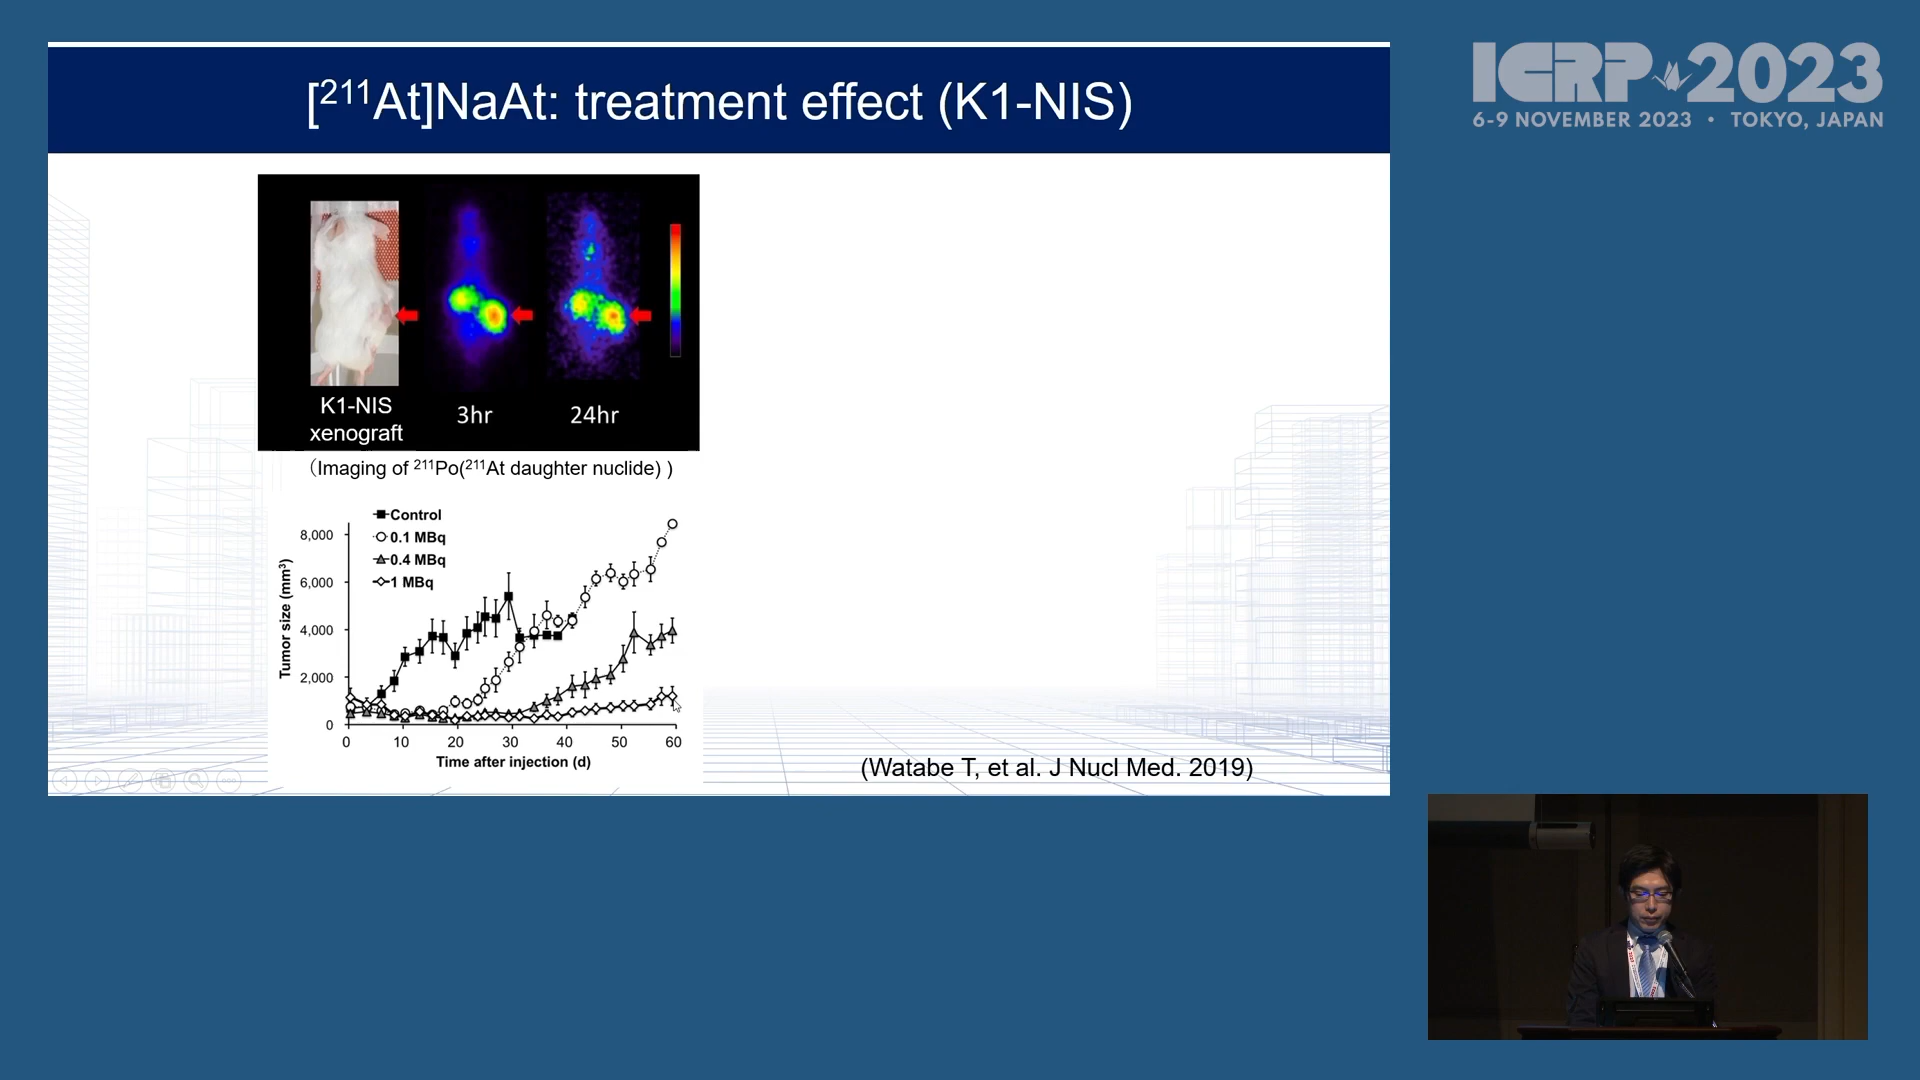 ICRP 2023
6-9 NOVEMBER 2023 • TOKYO, JAPAN
[²¹¹At]NaAt: treatment effect (K1-NIS)
K1-NIS
xenograft
3hr
24hr
(Imaging of ²¹¹Po(²¹¹At daughter nuclide) )
Control
0.1 MBq
0.4 MBq
1 MBq
Tumor size (mm³)
8,000
6,000
4,000
2,000
0
0 10 20 30 40 50 60
Time after injection (d)
(Watabe T, et al. J Nucl Med. 2019)